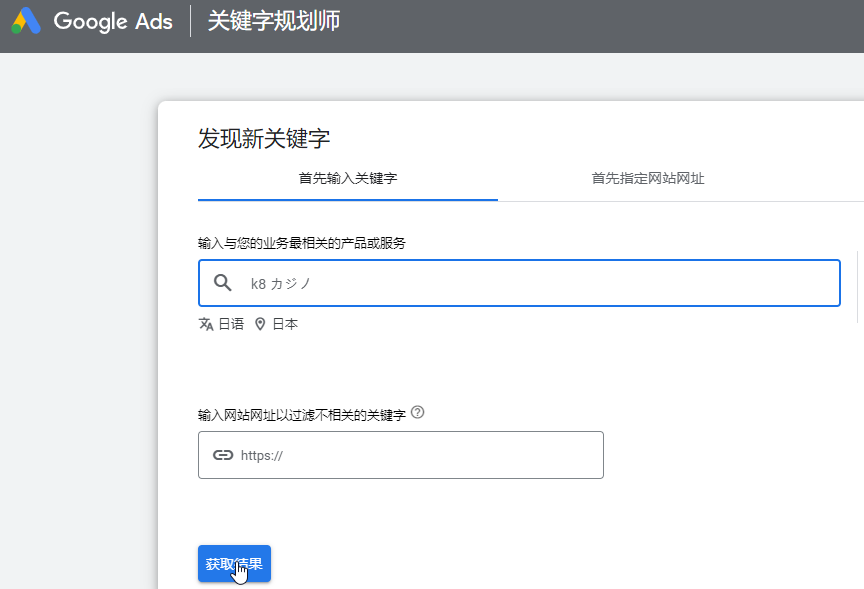 Google Ads 关键字规划师
发现新关键字
首先输入关键字 首先指定网站网址
输入与您的业务最相关的产品或服务
k8 カジノ
日语 日本
输入网站网址以过滤不相关的关键字
https://
获取结果